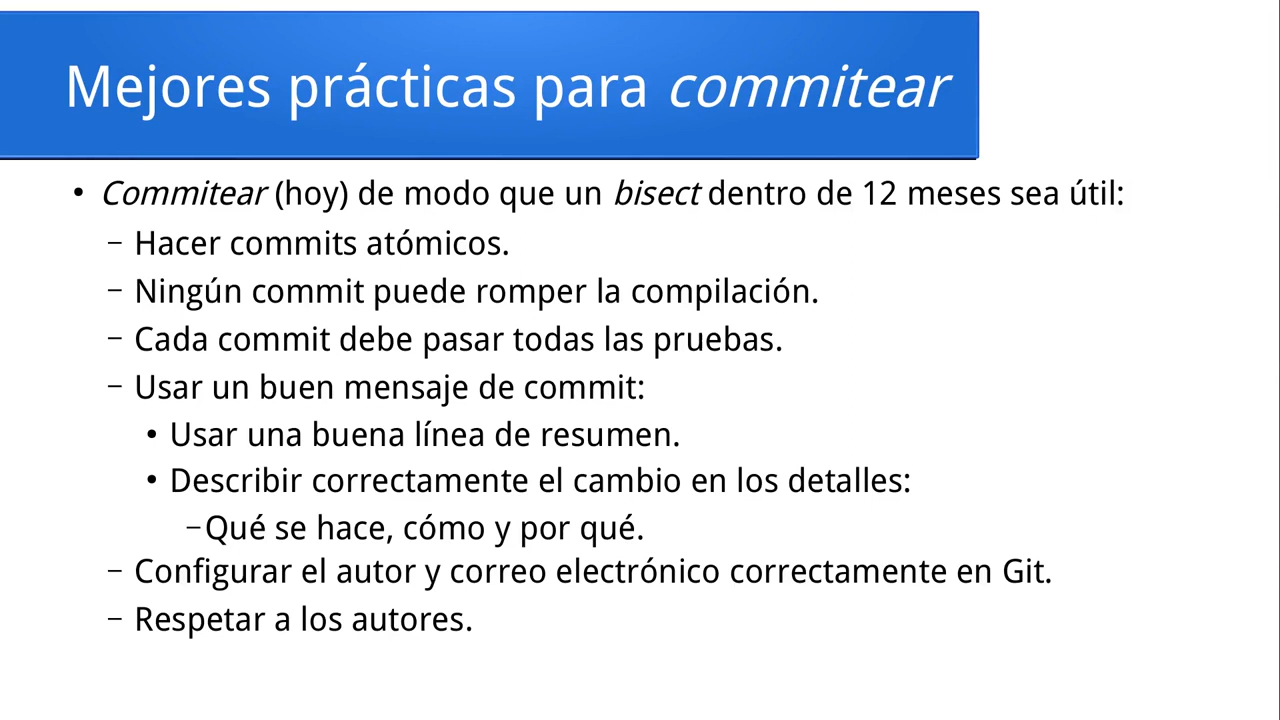 Mejores prácticas para commitear
• Commitear (hoy) de modo que un bisect dentro de 12 meses sea útil:
– Hacer commits atómicos.
– Ningún commit puede romper la compilación.
– Cada commit debe pasar todas las pruebas.
– Usar un buen mensaje de commit:
• Usar una buena línea de resumen.
• Describir correctamente el cambio en los detalles:
– Qué se hace, cómo y por qué.
– Configurar el autor y correo electrónico correctamente en Git.
– Respetar a los autores.